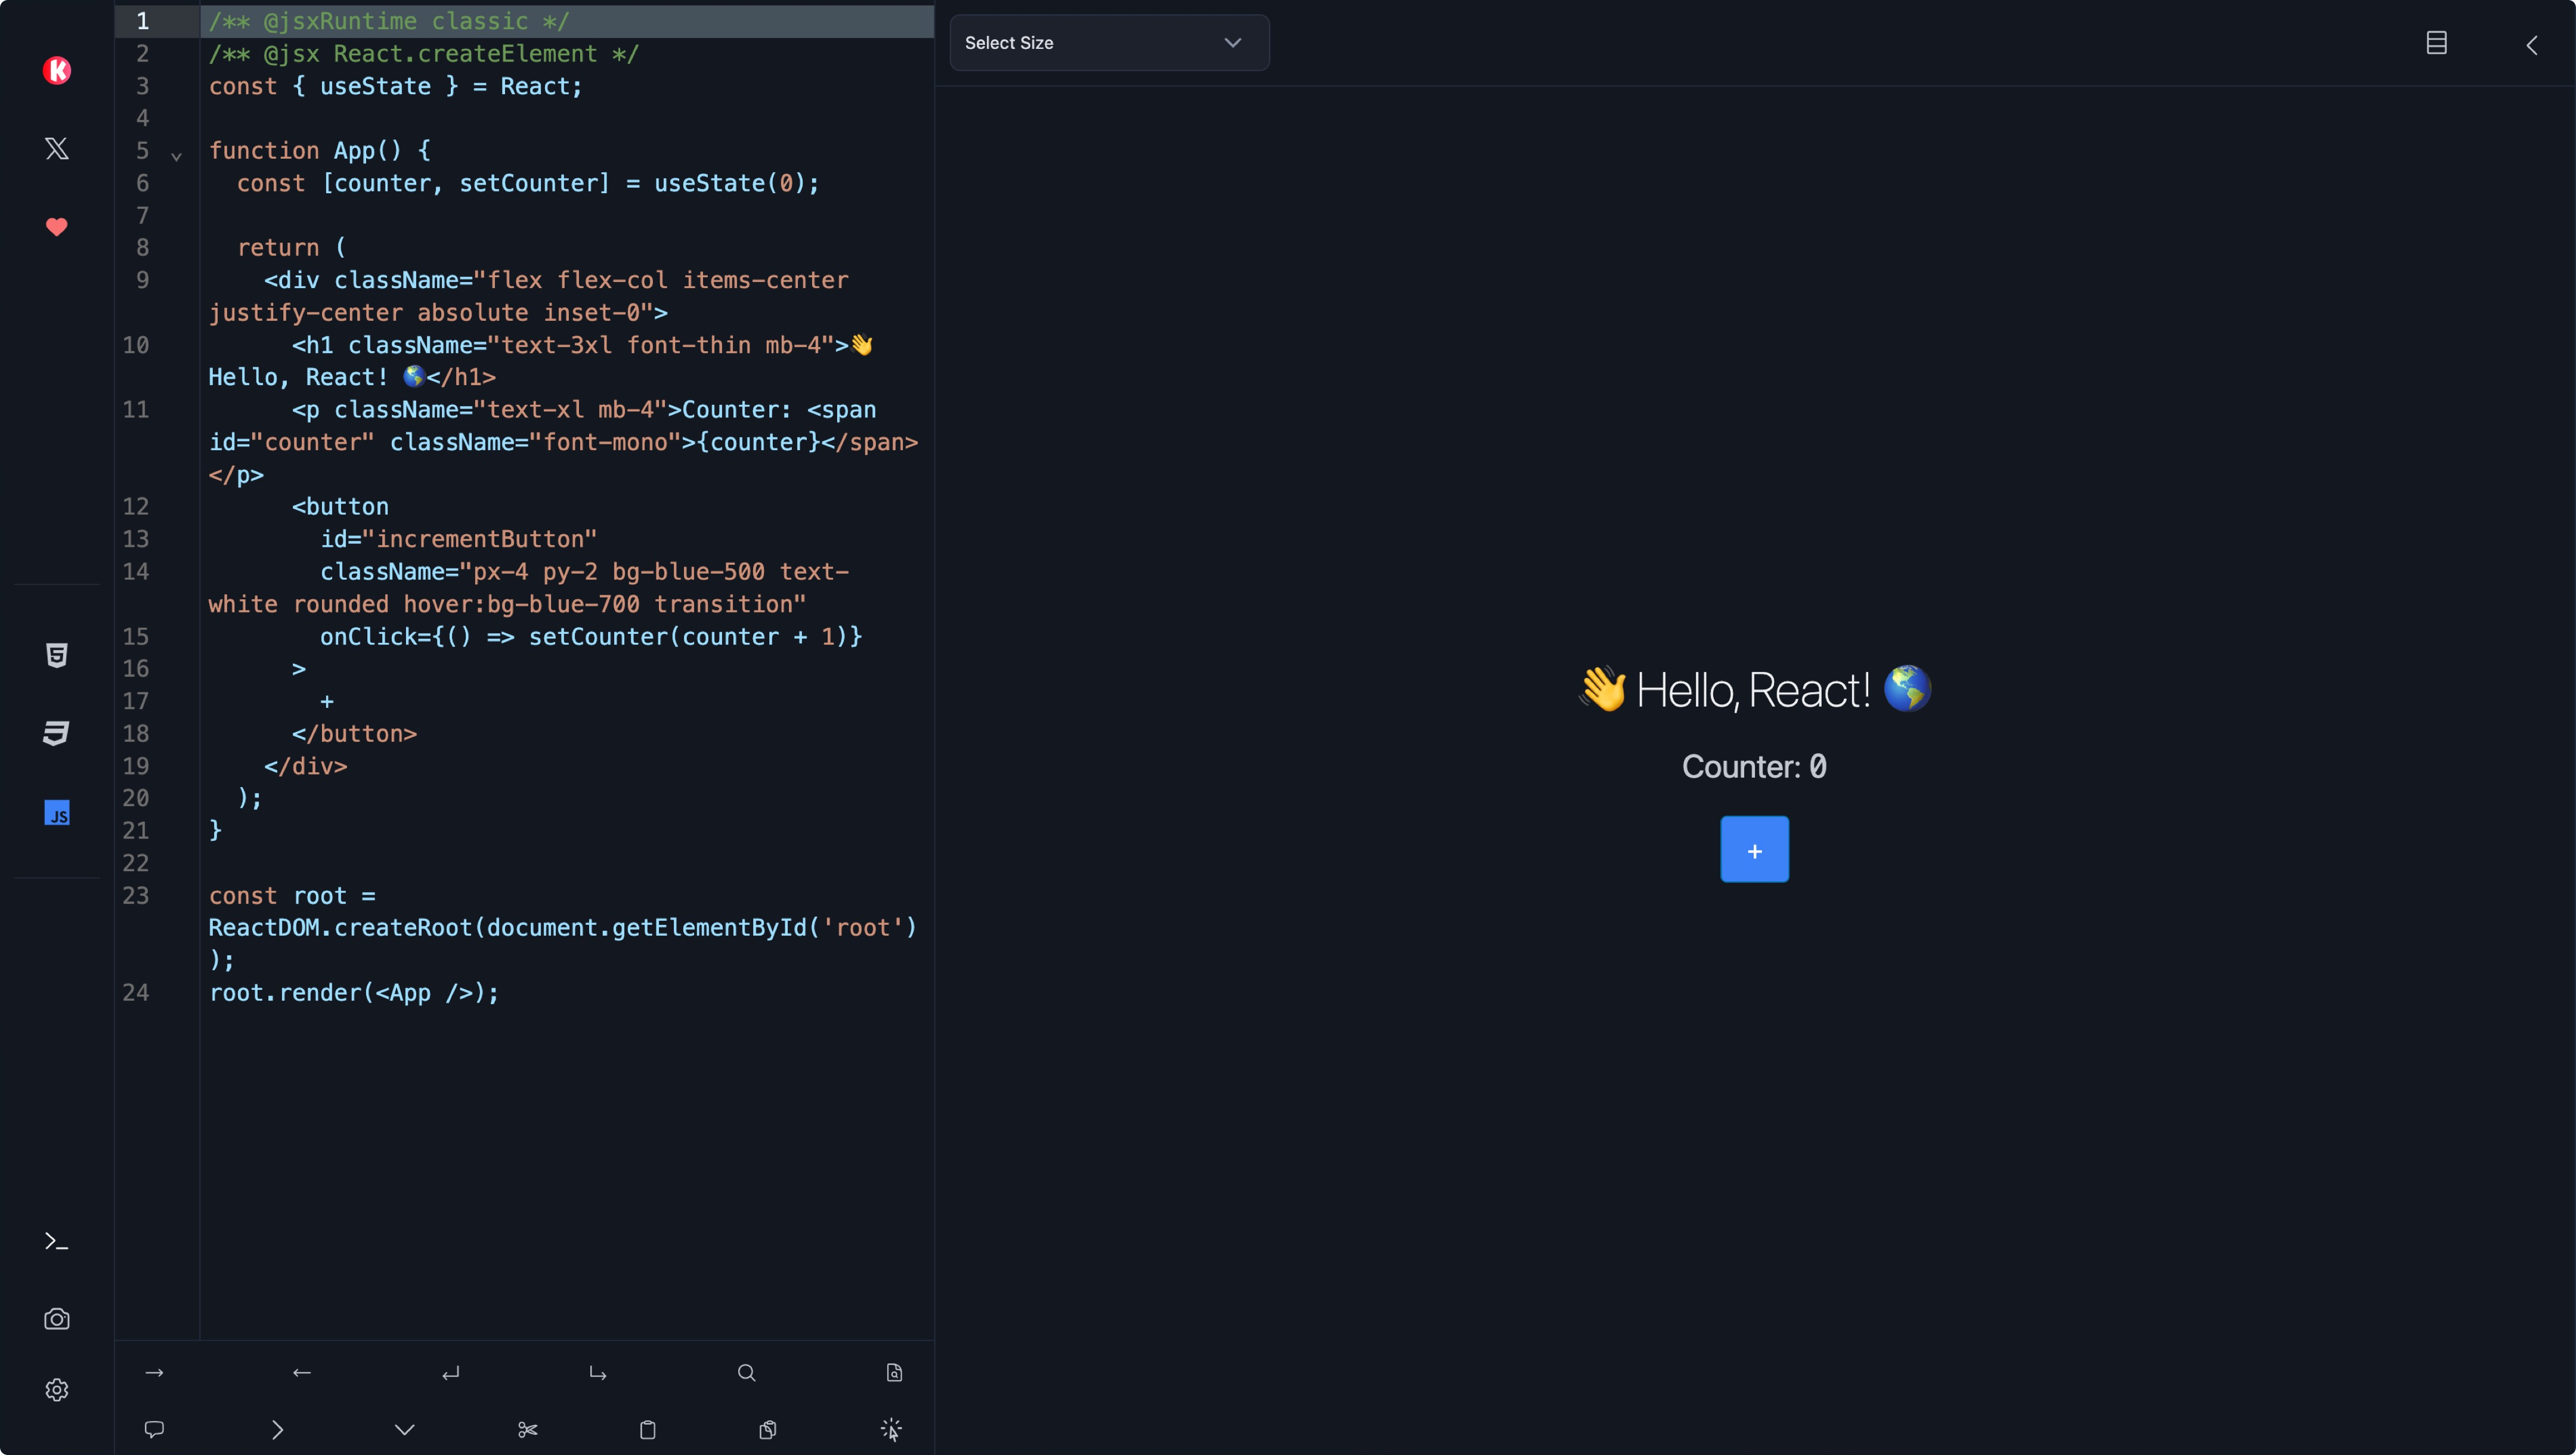 1 /** @jsxRuntime classic */
2 /** @jsx React.createElement */
3 const { useState } = React;
4
5 function App() {
6 const [counter, setCounter] = useState(0);
7
8 return (
9 <div className="flex flex-col items-center
justify-center absolute inset-0">
10 <h1 className="text-3xl font-thin mb-4">👋
Hello, React! 🌎</h1>
11 <p className="text-xl mb-4">Counter: <span
id="counter" className="font-mono">{counter}</span>
</p>
12 <button
13 id="incrementButton"
14 className="px-4 py-2 bg-blue-500 text-
white rounded hover:bg-blue-700 transition"
15 onClick={() => setCounter(counter + 1)}
16 >
17 +
18 </button>
19 </div>
20 );
21 }
22
23 const root =
ReactDOM.createRoot(document.getElementById('root')
);
24 root.render(<App />);
Select Size
👋 Hello, React! 🌎
Counter: 0
+
K
X
5
3
JS